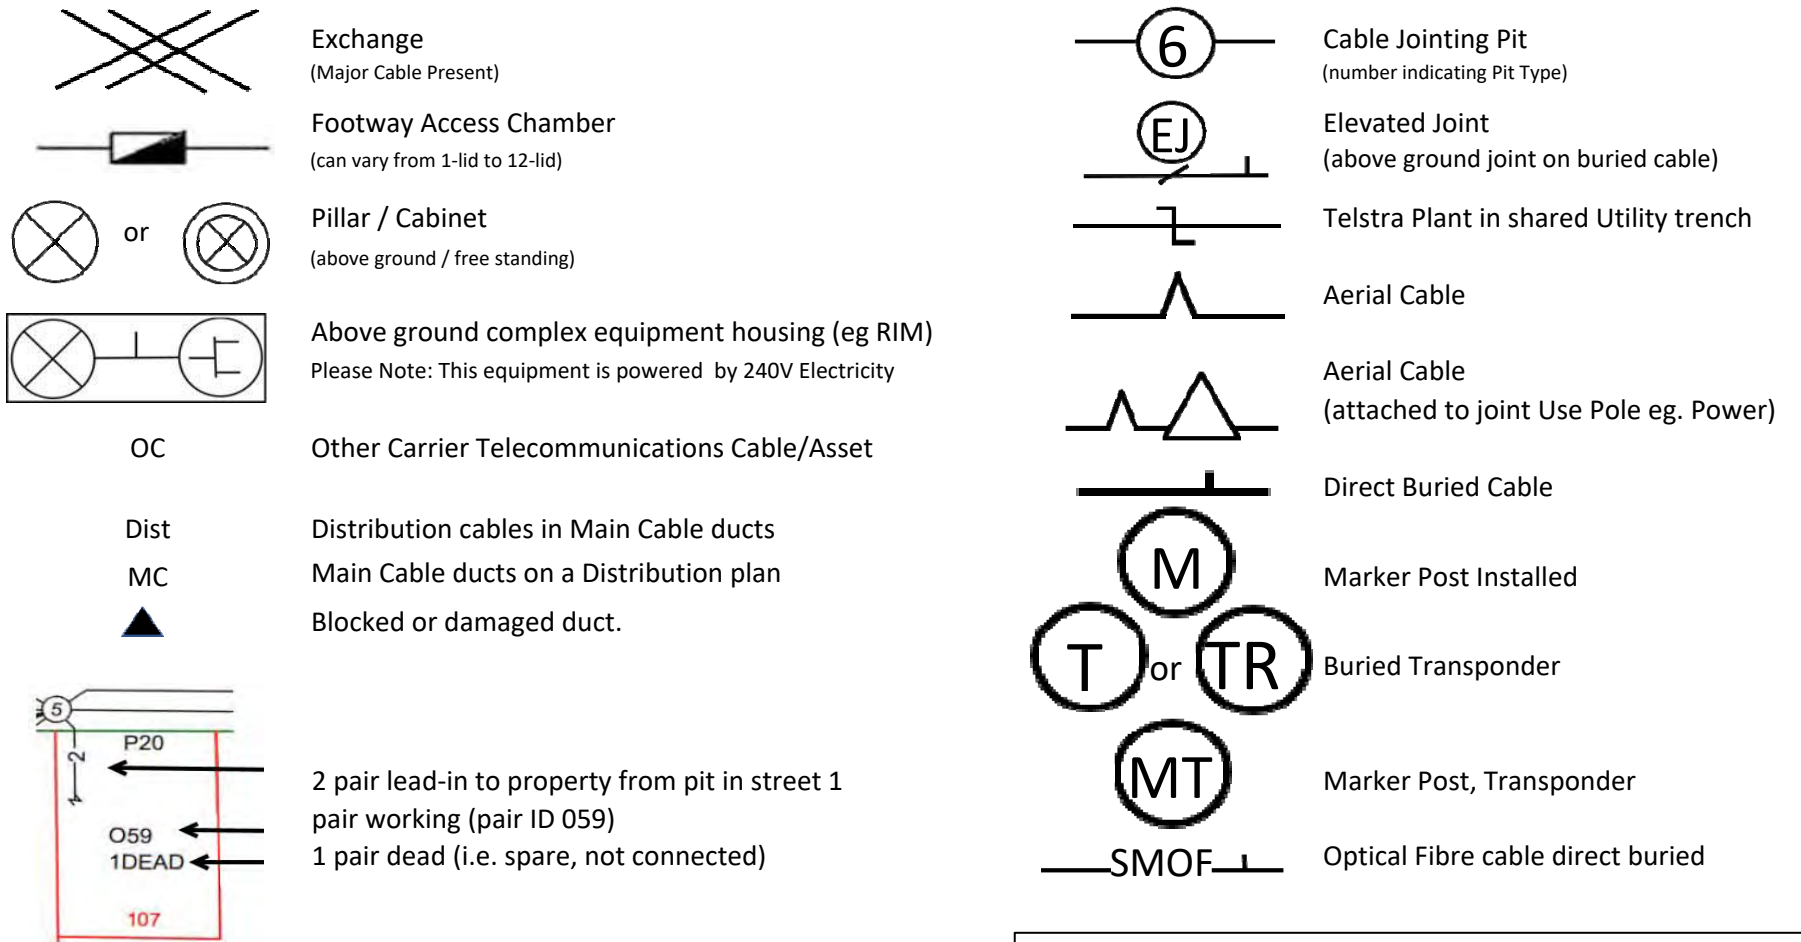 Exchange
(Major Cable Present)
Footway Access Chamber
(can vary from 1-lid to 12-lid)
or
Pillar / Cabinet
(above ground / free standing)
Above ground complex equipment housing (eg RIM)
Please Note: This equipment is powered by 240V Electricity
OC
Other Carrier Telecommunications Cable/Asset
Dist
Distribution cables in Main Cable ducts
MC
Main Cable ducts on a Distribution plan
Blocked or damaged duct.
5
P20
2
O59
1DEAD
107
2 pair lead-in to property from pit in street 1
pair working (pair ID 059)
1 pair dead (i.e. spare, not connected)
6
Cable Jointing Pit
(number indicating Pit Type)
EJ
Elevated Joint
(above ground joint on buried cable)
Telstra Plant in shared Utility trench
Aerial Cable
Aerial Cable
(attached to joint Use Pole eg. Power)
Direct Buried Cable
M
Marker Post Installed
T or TR
Buried Transponder
MT
Marker Post, Transponder
SMOF
Optical Fibre cable direct buried